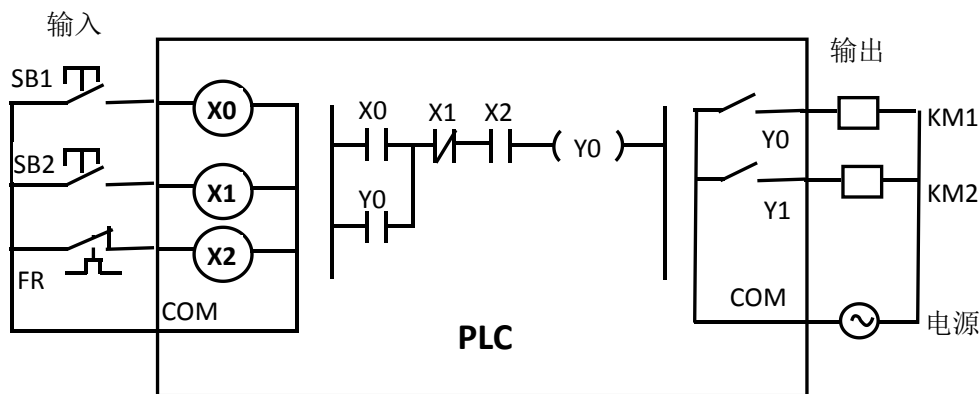 输入
SB1
X0
SB2
X1
FR
X2
COM
X0 X1 X2
Y0
Y0
PLC
输出
Y0
KM1
Y1
KM2
COM
电源